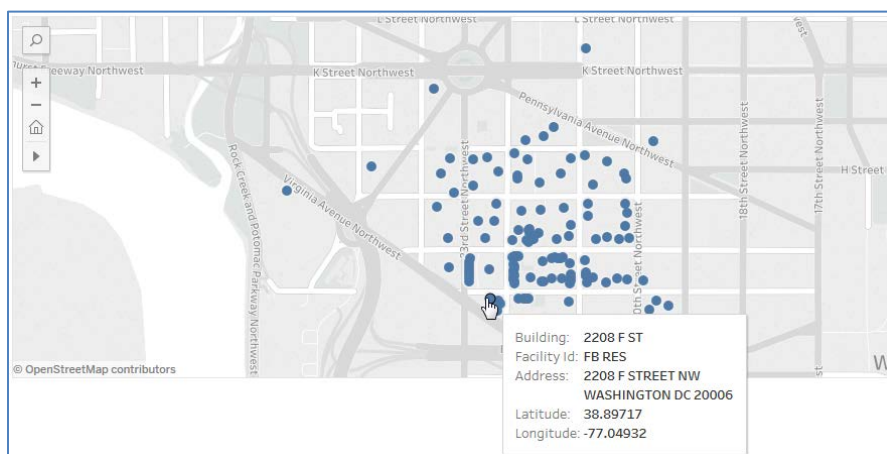 L Street Northwest
L Street Northwest
Freeway Northwest
K Street Northwest
K Street Northwest
Pennsylvania Avenue Northwest
H Street
Rock Creek and Potomac Parkway Northwest
Virginia Avenue Northwest
23rd Street Northwest
20th Street Northwest
18th Street Northwest
17th Street Northwest
W
© OpenStreetMap contributors
Building: 2208 F ST
Facility Id: FB RES
Address: 2208 F STREET NW
WASHINGTON DC 20006
Latitude: 38.89717
Longitude: -77.04932